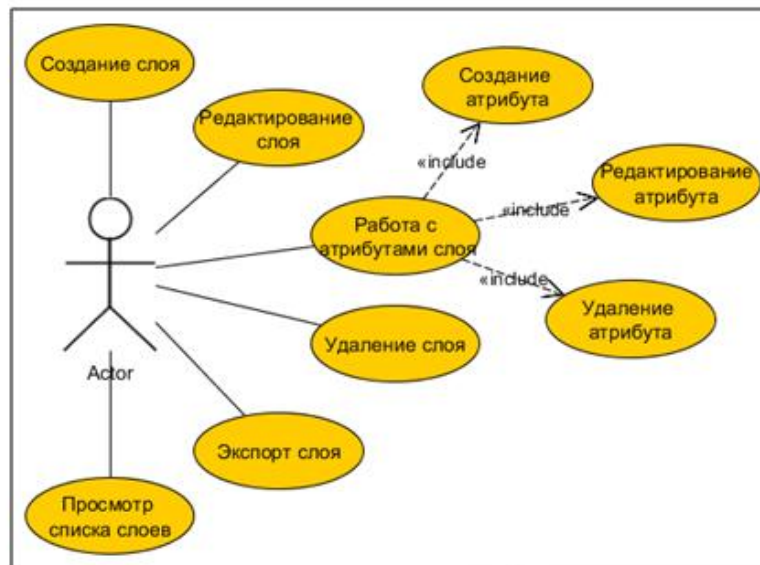 Создание слоя
Редактирование
слоя
Создание
атрибута
«include
Редактирование
атрибута
«include
Работа с
атрибутами слоя
«include
Удаление
атрибута
Удаление слоя
Actor
Экспорт слоя
Просмотр
списка слоев